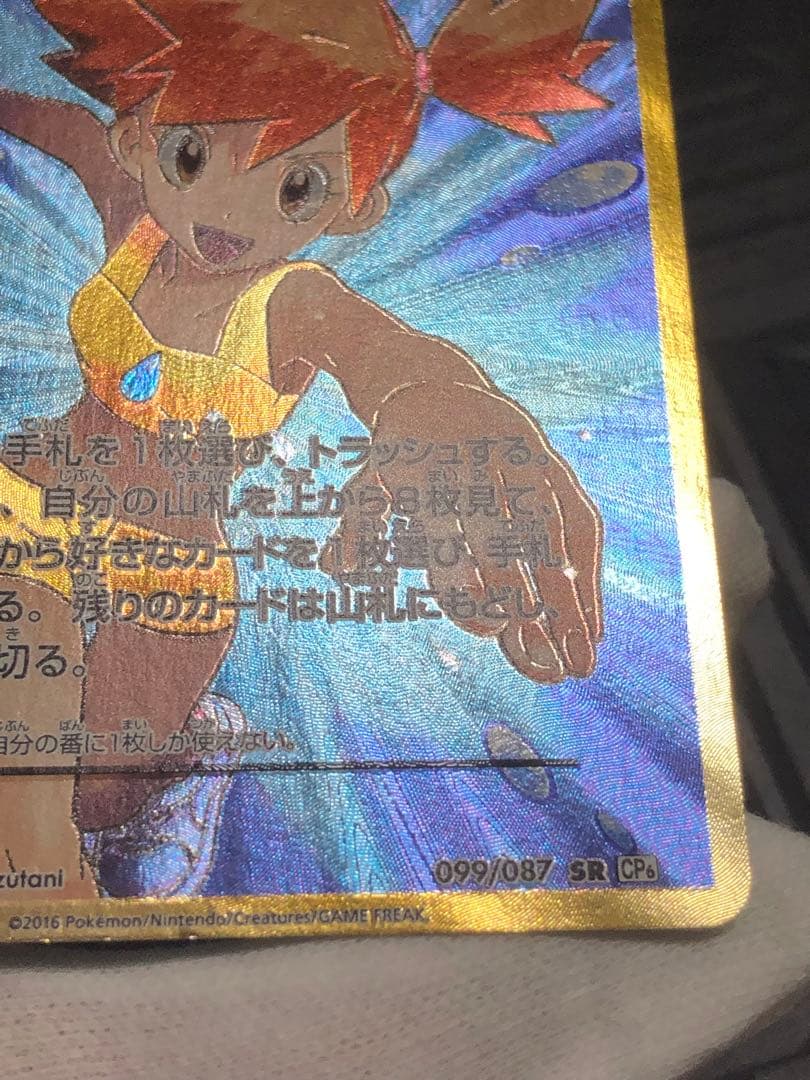 手札を1枚選び、トラッシュする。
、自分の山札を上から8枚見て、
から好きなカードを1枚選び 手札
る。残りのカードは山札にもどし、
切る。
自分の番に1枚しか使えない。
zutani
099/087 SR CP6
©2016 Pokémon/Nintendo/Creatures/GAME FREAK.